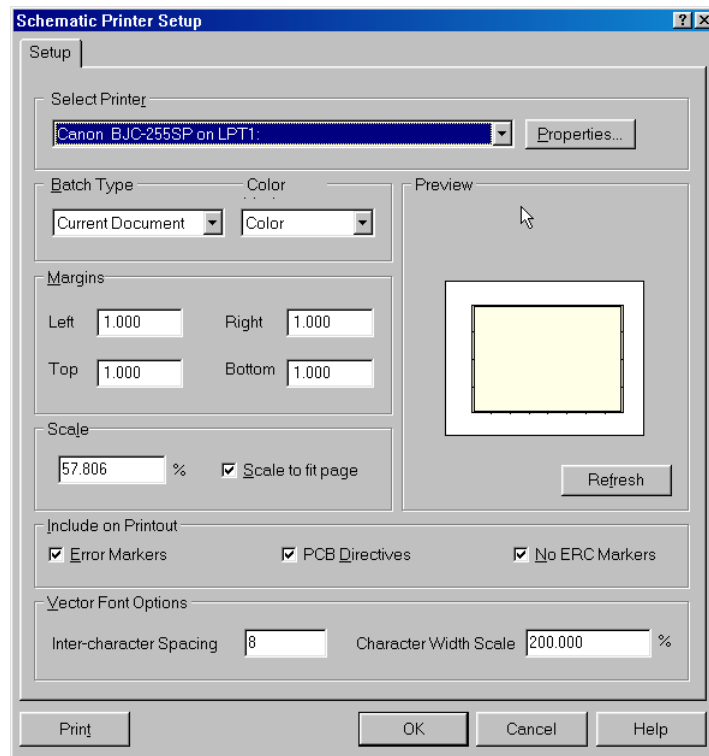 Schematic Printer Setup
Setup
Select Printer
Canon BJC-255SP on LPT1:
Properties...
Batch Type
Color
Preview
Current Document
Color
Margins
Left 1.000 Right 1.000
Top 1.000 Bottom 1.000
Scale
57.806 % Scale to fit page
Refresh
Include on Printout
Error Markers PCB Directives No ERC Markers
Vector Font Options
Inter-character Spacing 8 Character Width Scale 200.000 %
Print OK Cancel Help